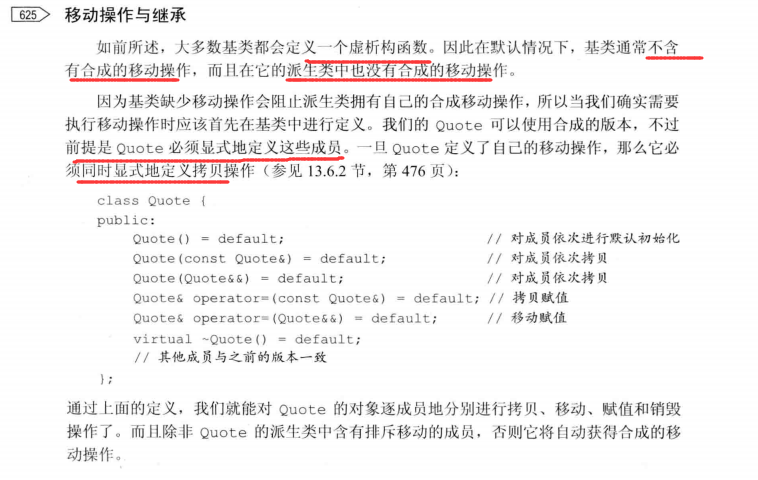 625 移动操作与继承
如前所述，大多数基类都会定义一个虚析构函数。因此在默认情况下，基类通常不含
有合成的移动操作，而且在它的派生类中也没有合成的移动操作。
因为基类缺少移动操作会阻止派生类拥有自己的合成移动操作，所以当我们确实需要
执行移动操作时应该首先在基类中进行定义。我们的 Quote 可以使用合成的版本，不过
前提是 Quote 必须显式地定义这些成员。一旦 Quote 定义了自己的移动操作，那么它必
须同时显式地定义拷贝操作（参见 13.6.2 节，第 476 页）：
class Quote {
public:
Quote() = default; // 对成员依次进行默认初始化
Quote(const Quote&) = default; // 对成员依次拷贝
Quote(Quote&&) = default; // 对成员依次拷贝
Quote& operator=(const Quote&) = default; // 拷贝赋值
Quote& operator=(Quote&&) = default; // 移动赋值
virtual ~Quote() = default;
// 其他成员与之前的版本一致
};
通过上面的定义，我们就能对 Quote 的对象逐成员地分别进行拷贝、移动、赋值和销毁
操作了。而且除非 Quote 的派生类中含有排斥移动的成员，否则它将自动获得合成的移
动操作。